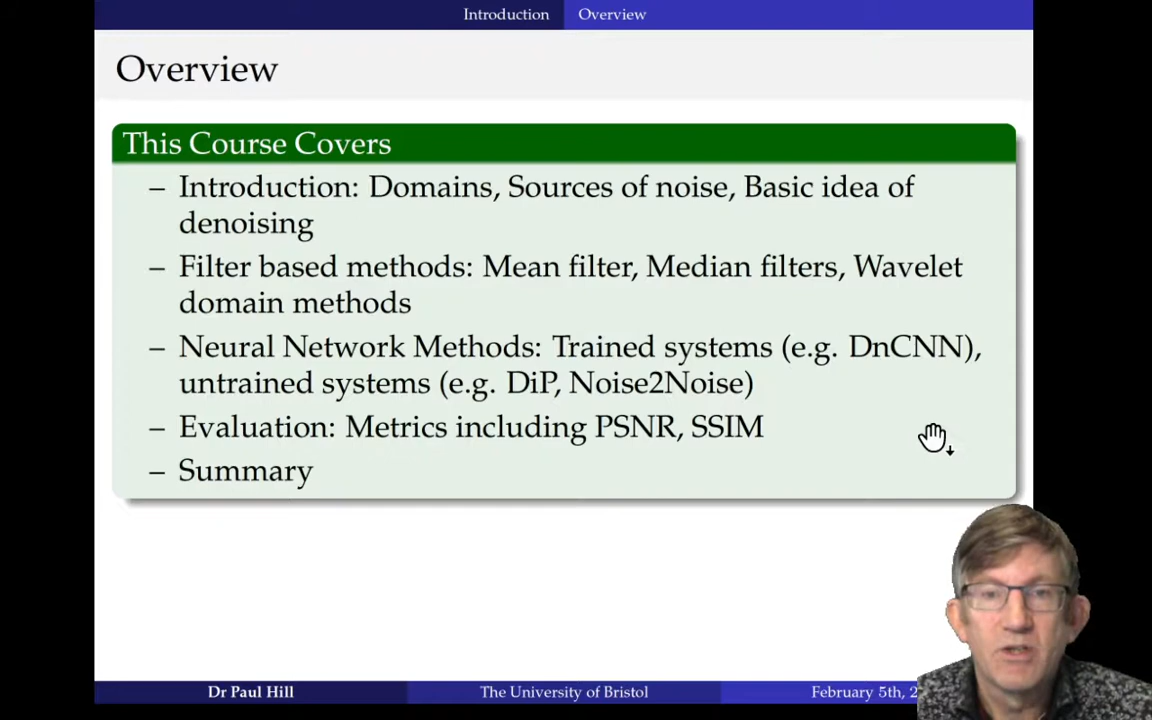 Introduction Overview
Overview
This Course Covers
– Introduction: Domains, Sources of noise, Basic idea of
denoising
– Filter based methods: Mean filter, Median filters, Wavelet
domain methods
– Neural Network Methods: Trained systems (e.g. DnCNN),
untrained systems (e.g. DiP, Noise2Noise)
– Evaluation: Metrics including PSNR, SSIM
– Summary
Dr Paul Hill The University of Bristol February 5th, 2